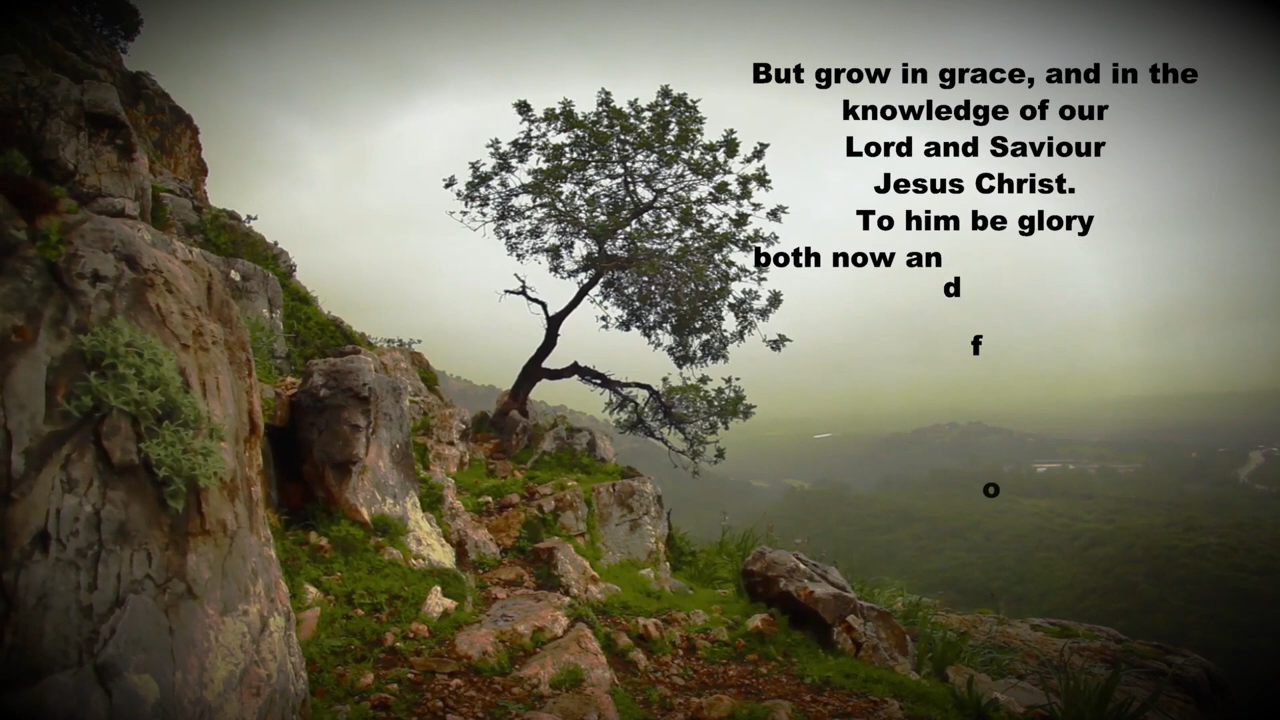 But grow in grace, and in the
knowledge of our
Lord and Saviour
Jesus Christ.
To him be glory
both now an
d
f
o